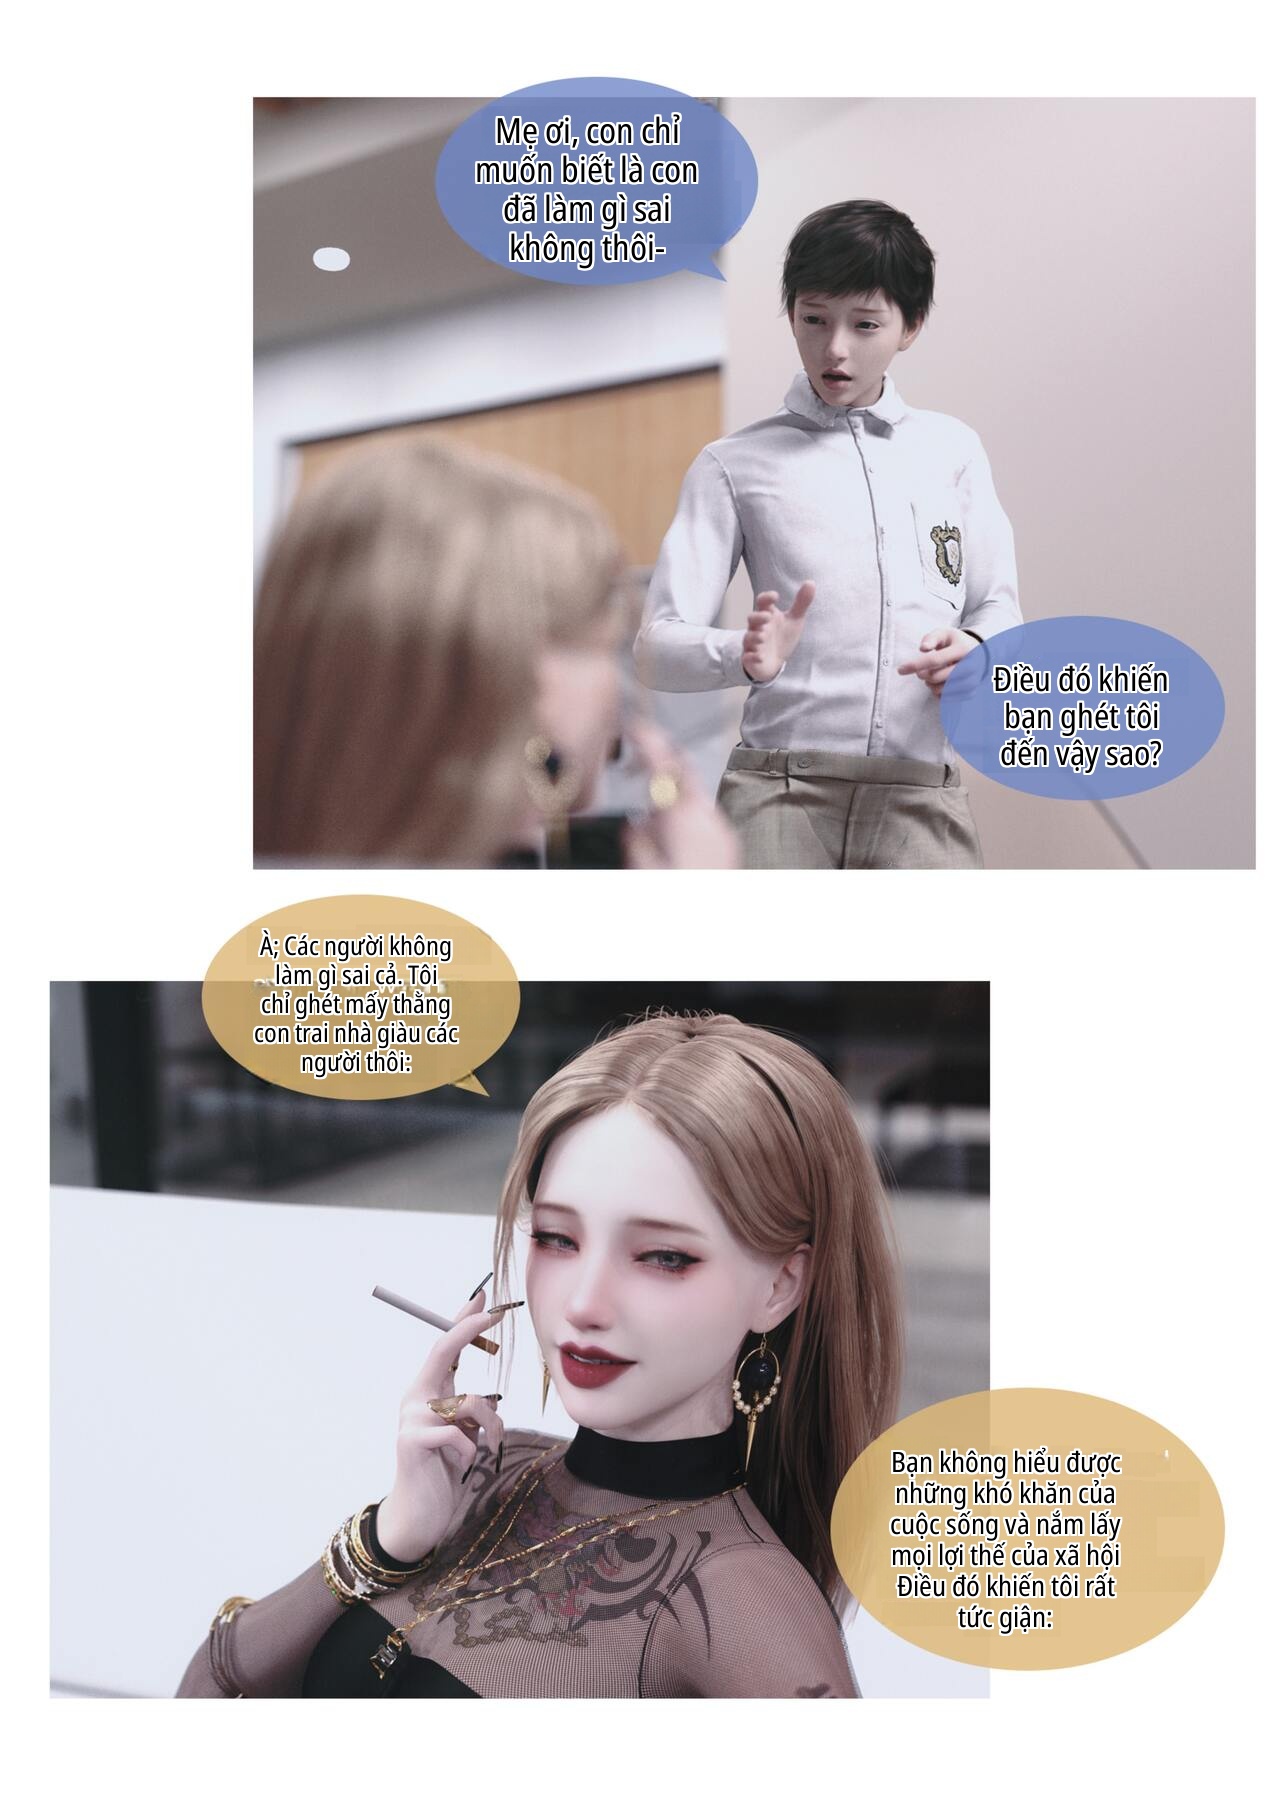 Mẹ ơi, con chỉ
muốn biết là con
đã làm gì sai
không thôi-
Điều đó khiến
bạn ghét tôi
đến vậy sao?
À; Các người không
làm gì sai cả. Tôi
chỉ ghét mấy thằng
con trai nhà giàu các
người thôi:
Bạn không hiểu được
những khó khăn của
cuộc sống và nắm lấy
mọi lợi thế của xã hội
Điều đó khiến tôi rất
tức giận: